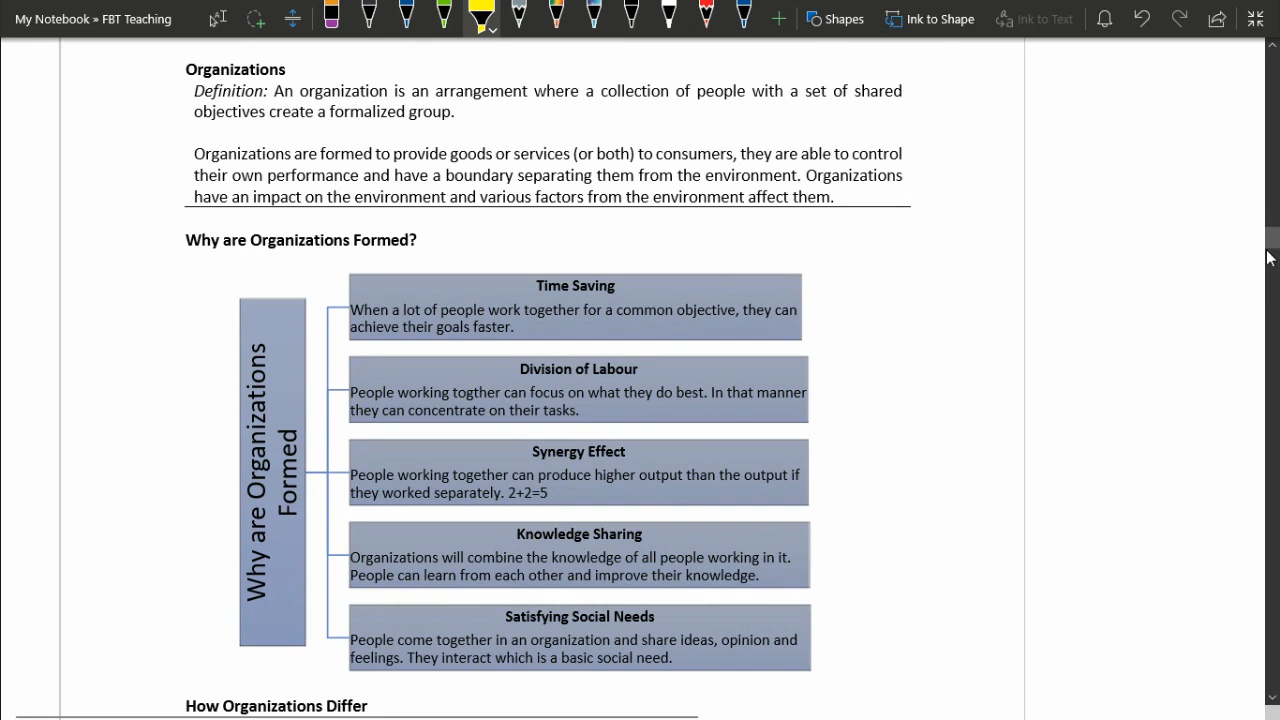 My Notebook » FBT Teaching
Shapes
Ink to Shape
Ink to Text
Organizations
Definition: An organization is an arrangement where a collection of people with a set of shared
objectives create a formalized group.
Organizations are formed to provide goods or services (or both) to consumers, they are able to control
their own performance and have a boundary separating them from the environment. Organizations
have an impact on the environment and various factors from the environment affect them.
Why are Organizations Formed?
Why are Organizations
Formed
Time Saving
When a lot of people work together for a common objective, they can
achieve their goals faster.
Division of Labour
People working togther can focus on what they do best. In that manner
they can concentrate on their tasks.
Synergy Effect
People working together can produce higher output than the output if
they worked separately. 2+2=5
Knowledge Sharing
Organizations will combine the knowledge of all people working in it.
People can learn from each other and improve their knowledge.
Satisfying Social Needs
People come together in an organization and share ideas, opinion and
feelings. They interact which is a basic social need.
How Organizations Differ